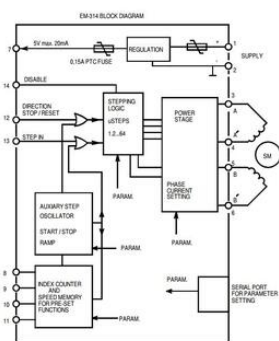 EM-314 BLOCK DIAGRAM
7
5V max. 20mA
0,15A PTC FUSE
REGULATION
+
-
1
2
SUPPLY
14
DISABLE
DIRECTION
STOP / RESET
12
STEP IN
13
STEPPING
LOGIC
uSTEPS
1,2...64
PARAM.
POWER
STAGE
PHASE
CURRENT
SETTING
PARAM.
3
A
4
A
5
B
B
6
SM
AUXIARY STEP
OSCILLATOR
START / STOP
RAMP
PARAM.
8
9
10
11
INDEX COUNTER
AND
SPEED MEMORY
FOR PRE-SET
FUNCTIONS
PARAM.
PARAM.
SERIAL PORT
FOR PARAMETER
SETTING